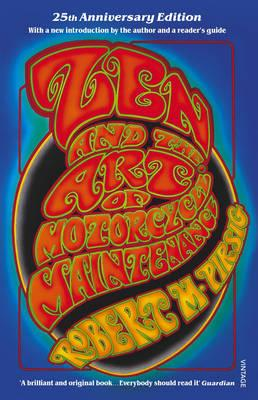 25th Anniversary Edition
With a new introduction by the author and a reader's guide
ZEN
AND THE
ART
OF
MOTORCYCLE
MAINTENANCE
ROBERT M. PIRSIG
VINTAGE
'A brilliant and original book...Everybody should read it' Guardian